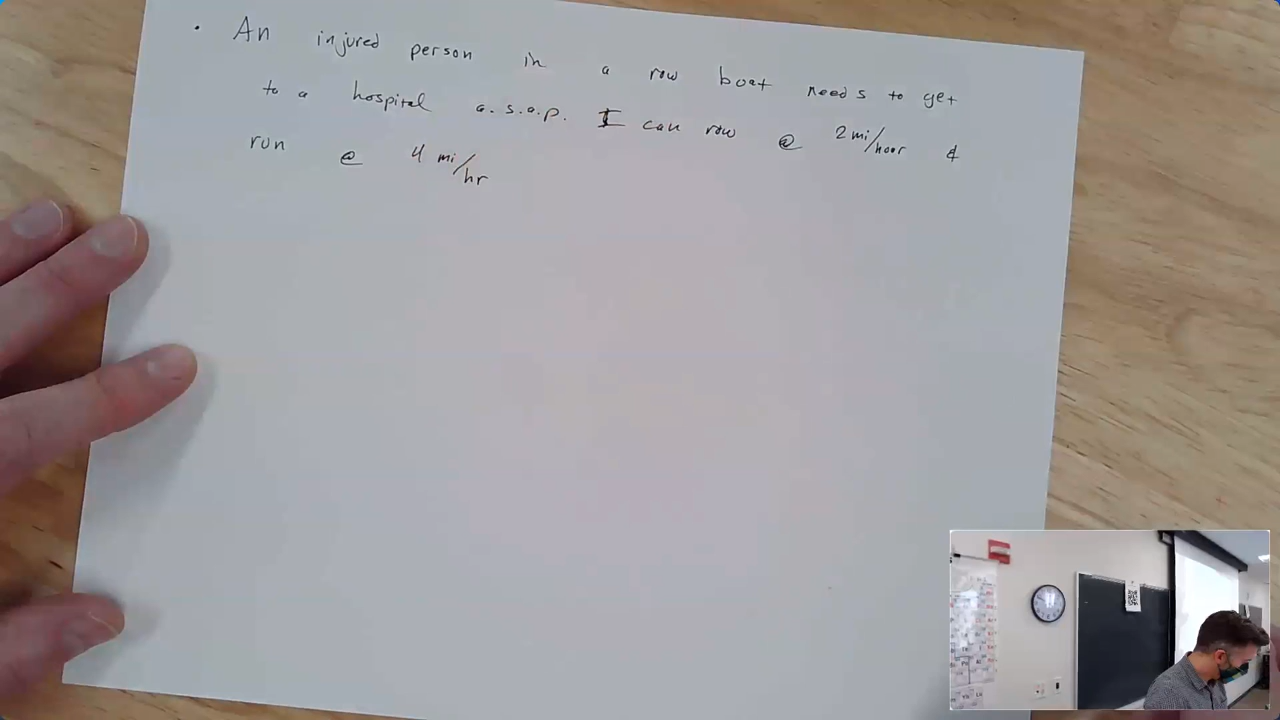 • An injured person in a row boat needs to get
to a hospital a.s.a.p. I can row @ 2 mi/hour &
run @ 4 mi/hr